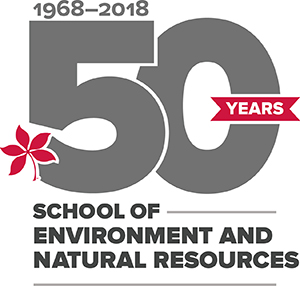 1968–2018
50
YEARS
SCHOOL OF
ENVIRONMENT AND
NATURAL RESOURCES